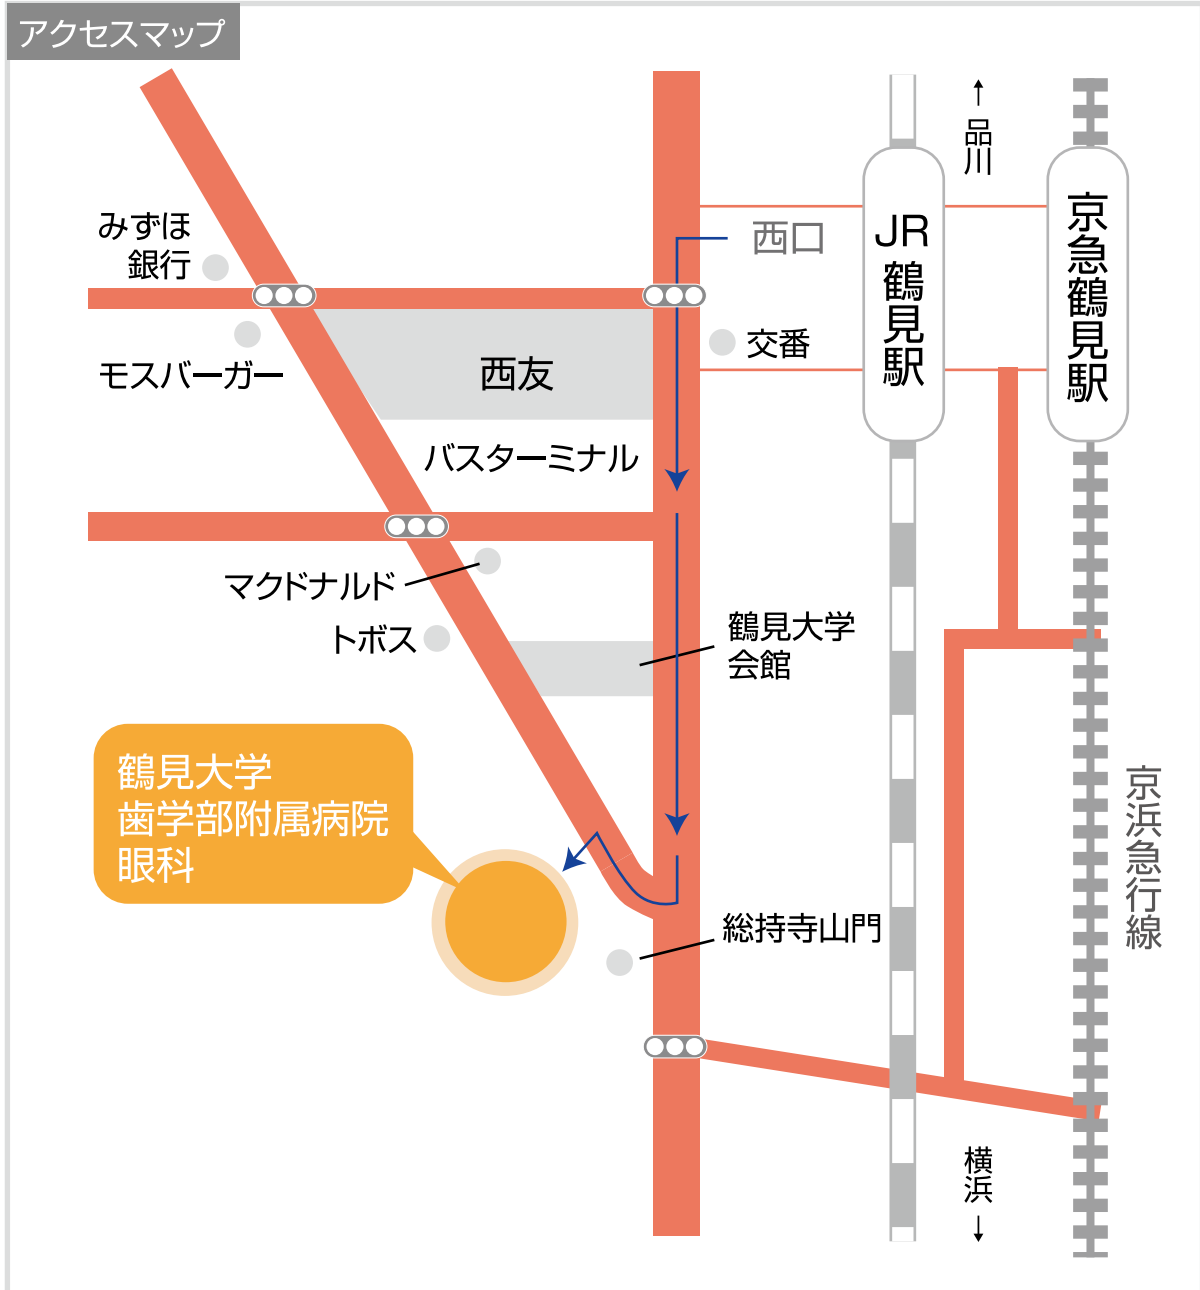 アクセスマップ
↑品川
みずほ
銀行
西口
JR鶴見駅
京急鶴見駅
交番
モスバーガー
西友
バスターミナル
マクドナルド
トボス
鶴見大学
会館
鶴見大学
歯学部附属病院
眼科
京浜急行線
総持寺山門
横浜↓